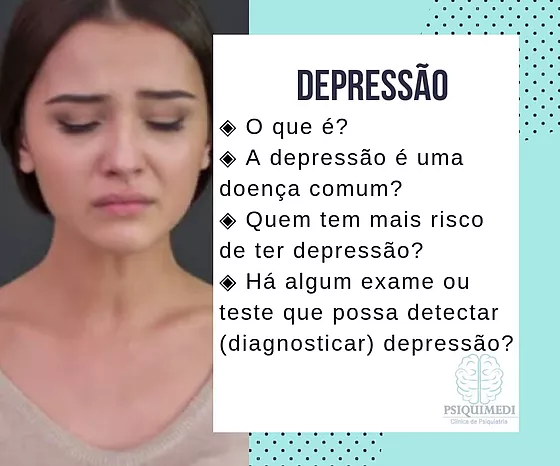 DEPRESSÃO
◈ O que é?
◈ A depressão é uma
doença comum?
◈ Quem tem mais risco
de ter depressão?
◈ Há algum exame ou
teste que possa detectar
(diagnosticar) depressão?
PSIQUIMEDI
Clínica de Psiquiatria